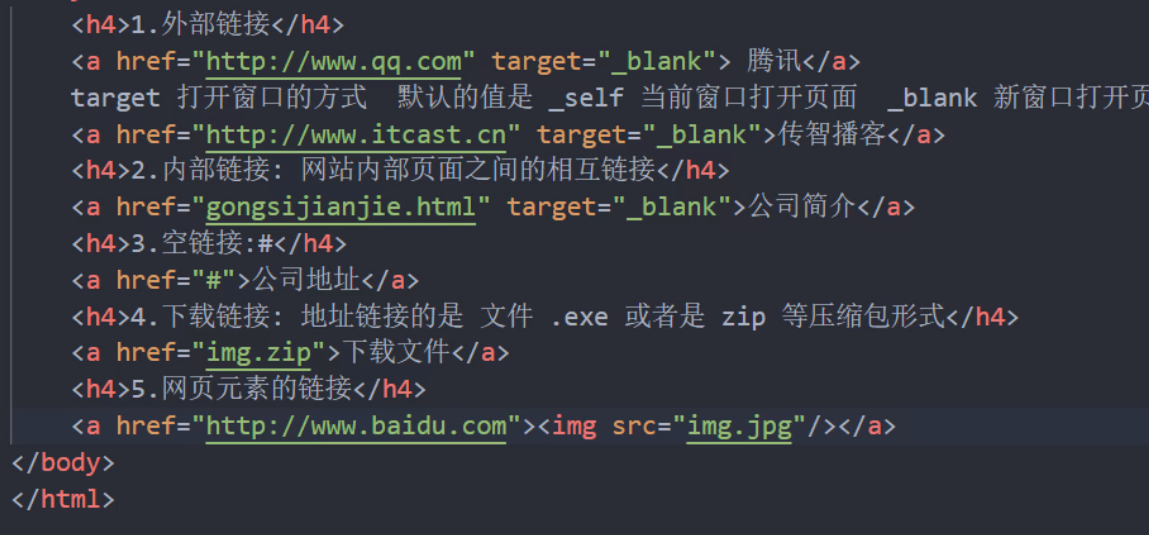 <h4>1.外部链接</h4>
<a href="http://www.qq.com" target="_blank"> 腾讯</a>
target 打开窗口的方式  默认的值是 _self 当前窗口打开页面  _blank 新窗口打开页
<a href="http://www.itcast.cn" target="_blank">传智播客</a>
<h4>2.内部链接: 网站内部页面之间的相互链接</h4>
<a href="gongsijianjie.html" target="_blank">公司简介</a>
<h4>3.空链接:#</h4>
<a href="#">公司地址</a>
<h4>4.下载链接: 地址链接的是 文件 .exe 或者是 zip 等压缩包形式</h4>
<a href="img.zip">下载文件</a>
<h4>5.网页元素的链接</h4>
<a href="http://www.baidu.com"><img src="img.jpg"/></a>
</body>
</html>